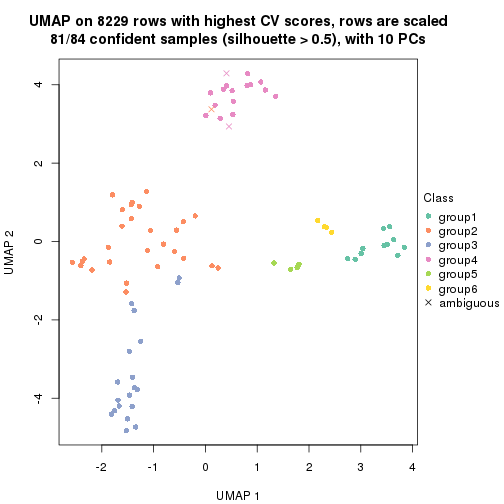 UMAP on 8229 rows with highest CV scores, rows are scaled
81/84 confident samples (silhouette > 0.5), with 10 PCs
UMAP 2
4
2
0
-2
-4
-2
-1
0
1
2
3
4
UMAP 1
Class
group1
group2
group3
group4
group5
group6
ambiguous